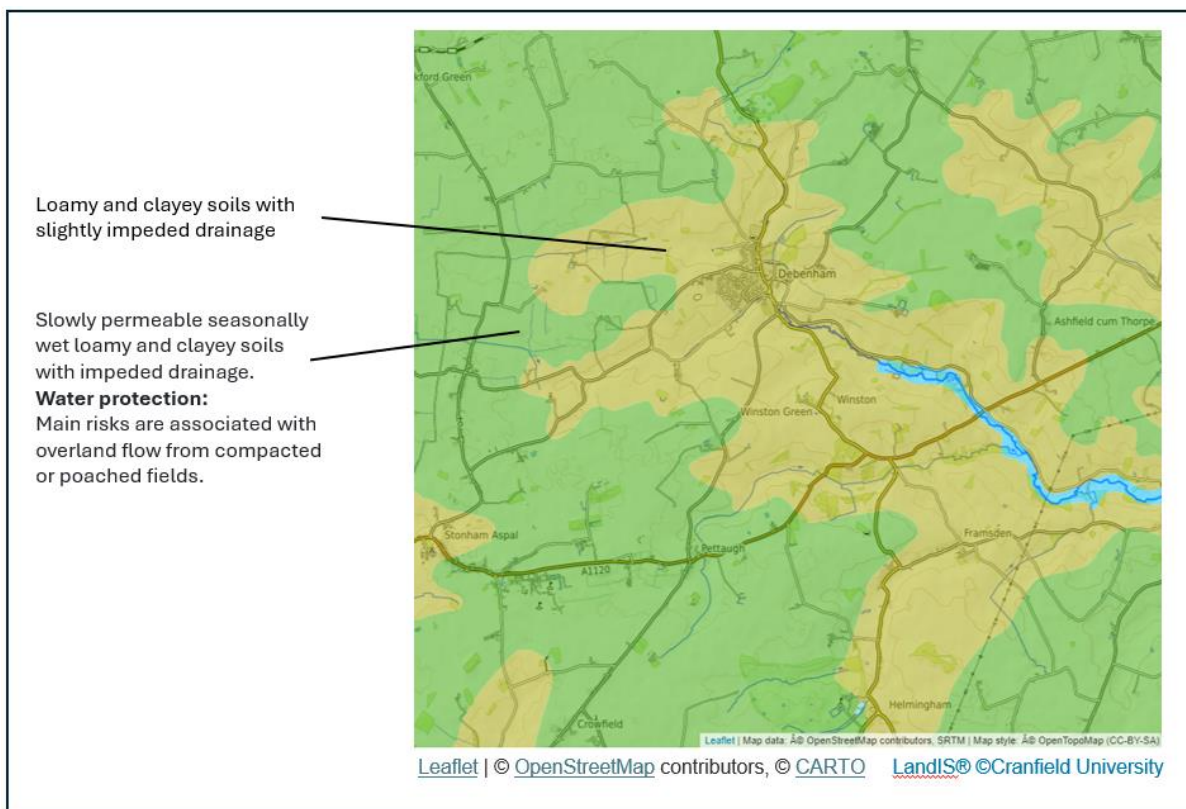 kford Green
Loamy and clayey soils with
slightly impeded drainage
Debenham
Slowly permeable seasonally
wet loamy and clayey soils
with impeded drainage.
Water protection:
Main risks are associated with
overland flow from compacted
or poached fields.
Ashfield cum Thorpe
Winston
Winston Green
Stonham Aspal
Framsden
Pettaugh
A1120
Helmingham
Crowfield
Leaflet | Map data: Â© OpenStreetMap contributors, SRTM | Map style: Â© OpenTopoMap (CC-BY-SA)
Leaflet | © OpenStreetMap contributors, © CARTO LandIS® ©Cranfield University